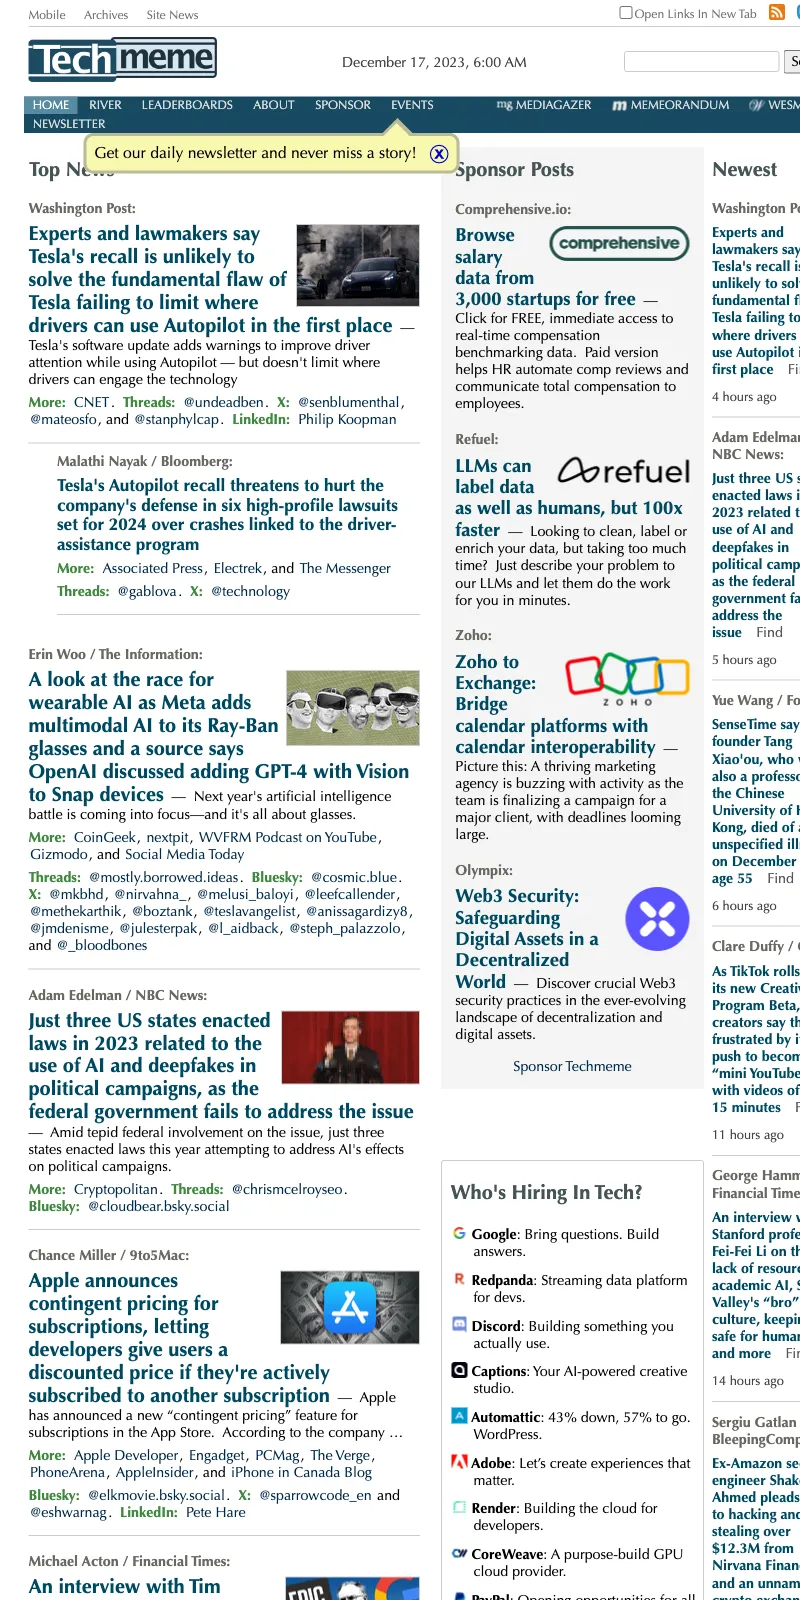 Mobile Archives Site News
Open Links In New Tab
Techmeme
December 17, 2023, 6:00 AM
HOME RIVER LEADERBOARDS ABOUT SPONSOR EVENTS
mg MEDIAGAZER m MEMEORANDUM W WESM
NEWSLETTER
Get our daily newsletter and never miss a story! X
Top News
Washington Post:
Experts and lawmakers say
Tesla's recall is unlikely to
solve the fundamental flaw of
Tesla failing to limit where
drivers can use Autopilot in the first place —
Tesla's software update adds warnings to improve driver
attention while using Autopilot — but doesn't limit where
drivers can engage the technology
More: CNET. Threads: @undeadben. X: @senblumenthal,
@mateosfo, and @stanphylcap. LinkedIn: Philip Koopman
Malathi Nayak / Bloomberg:
Tesla's Autopilot recall threatens to hurt the
company's defense in six high-profile lawsuits
set for 2024 over crashes linked to the driver-
assistance program
More: Associated Press, Electrek, and The Messenger
Threads: @gablova. X: @technology
Erin Woo / The Information:
A look at the race for
wearable AI as Meta adds
multimodal AI to its Ray-Ban
glasses and a source says
OpenAI discussed adding GPT-4 with Vision
to Snap devices — Next year's artificial intelligence
battle is coming into focus—and it's all about glasses.
More: CoinGeek, nextpit, WVFRM Podcast on YouTube,
Gizmodo, and Social Media Today
Threads: @mostly.borrowed.ideas. Bluesky: @cosmic.blue.
X: @mkbhd, @nirvahna_, @melusi_baloyi, @leefcallender,
@methekarthik, @boztank, @teslavangelist, @anissagardizy8,
@jmdenisme, @julesterpak, @l_aidback, @steph_palazzolo,
and @_bloodbones
Adam Edelman / NBC News:
Just three US states enacted
laws in 2023 related to the
use of AI and deepfakes in
political campaigns, as the
federal government fails to address the issue
— Amid tepid federal involvement on the issue, just three
states enacted laws this year attempting to address AI's effects
on political campaigns.
More: Cryptopolitan. Threads: @chrismcelroyseo.
Bluesky: @cloudbear.bsky.social
Chance Miller / 9to5Mac:
Apple announces
contingent pricing for
subscriptions, letting
developers give users a
discounted price if they're actively
subscribed to another subscription — Apple
has announced a new “contingent pricing” feature for
subscriptions in the App Store. According to the company …
More: Apple Developer, Engadget, PCMag, The Verge,
PhoneArena, AppleInsider, and iPhone in Canada Blog
Bluesky: @elkmovie.bsky.social. X: @sparrowcode_en and
@eshwarnag. LinkedIn: Pete Hare
Michael Acton / Financial Times:
An interview with Tim
EPIC
Sponsor Posts
Comprehensive.io:
comprehensive
Browse
salary
data from
3,000 startups for free —
Click for FREE, immediate access to
real-time compensation
benchmarking data. Paid version
helps HR automate comp reviews and
communicate total compensation to
employees.
Refuel:
refuel
LLMs can
label data
as well as humans, but 100x
faster — Looking to clean, label or
enrich your data, but taking too much
time? Just describe your problem to
our LLMs and let them do the work
for you in minutes.
Zoho:
ZOHO
Zoho to
Exchange:
Bridge
calendar platforms with
calendar interoperability —
Picture this: A thriving marketing
agency is buzzing with activity as the
team is finalizing a campaign for a
major client, with deadlines looming
large.
Olympix:
Web3 Security:
Safeguarding
Digital Assets in a
Decentralized
World — Discover crucial Web3
security practices in the ever-evolving
landscape of decentralization and
digital assets.
Sponsor Techmeme
Who's Hiring In Tech?
Google: Bring questions. Build
answers.
Redpanda: Streaming data platform
for devs.
Discord: Building something you
actually use.
Captions: Your AI-powered creative
studio.
Automattic: 43% down, 57% to go.
WordPress.
Adobe: Let’s create experiences that
matter.
Render: Building the cloud for
developers.
CoreWeave: A purpose-build GPU
cloud provider.
PayPal: Opening opportunities for all
Newest
Washington Po
Experts and
lawmakers say
Tesla's recall is
unlikely to solv
fundamental fl
Tesla failing to
where drivers
use Autopilot i
first place Fi
4 hours ago
Adam Edelman
NBC News:
Just three US s
enacted laws i
2023 related to
use of AI and
deepfakes in
political camp
as the federal
government fa
address the
issue Find
5 hours ago
Yue Wang / Fo
SenseTime say
founder Tang
Xiao'ou, who w
also a professo
the Chinese
University of H
Kong, died of a
unspecified ill
on December
age 55 Find
6 hours ago
Clare Duffy / C
As TikTok rolls
its new Creativ
Program Beta,
creators say th
frustrated by i
push to becom
“mini YouTube
with videos of
15 minutes F
11 hours ago
George Hamm
Financial Time
An interview w
Stanford profe
Fei-Fei Li on th
lack of resourc
academic AI, S
Valley's “bro”
culture, keepin
safe for human
and more Fin
14 hours ago
Sergiu Gatlan
BleepingComp
Ex-Amazon se
engineer Shak
Ahmed pleads
to hacking and
stealing over
$12.3M from
Nirvana Finan
and an unnam
crypto exchan